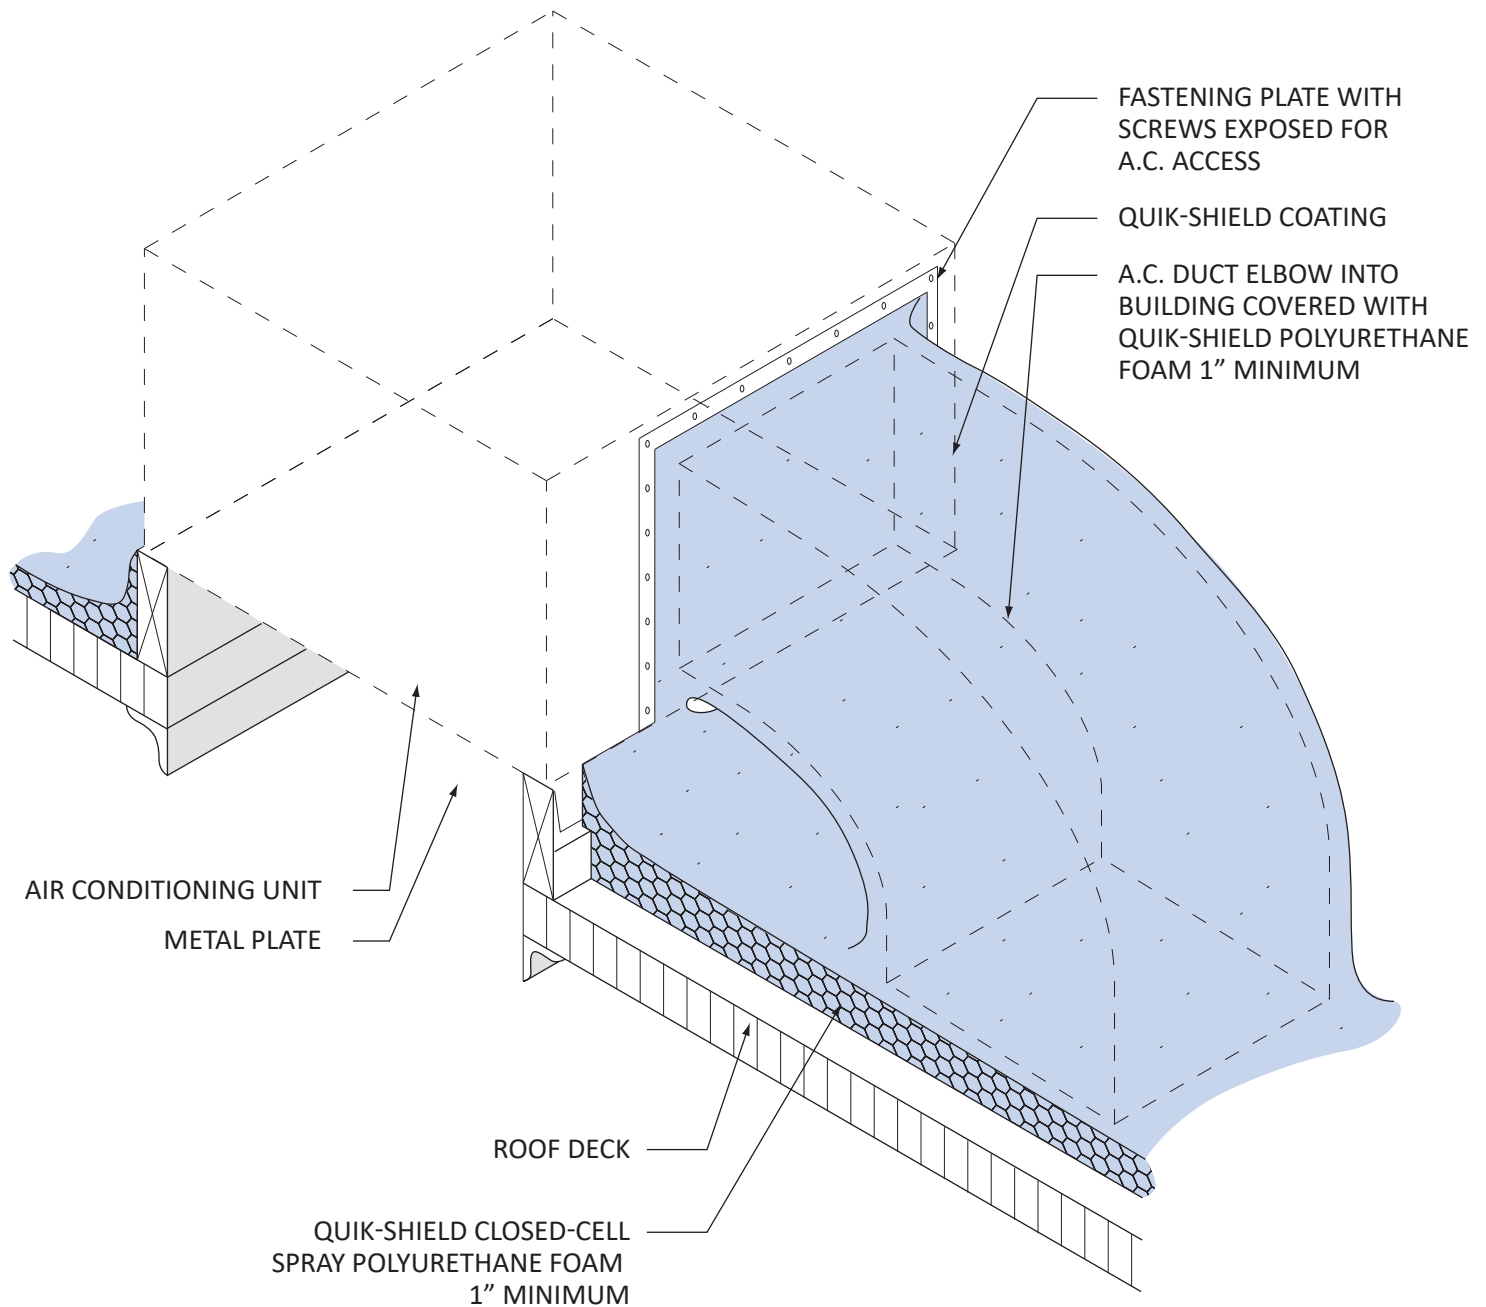 FASTENING PLATE WITH
SCREWS EXPOSED FOR
A.C. ACCESS
QUIK-SHIELD COATING
A.C. DUCT ELBOW INTO
BUILDING COVERED WITH
QUIK-SHIELD POLYURETHANE
FOAM 1” MINIMUM
AIR CONDITIONING UNIT
METAL PLATE
ROOF DECK
QUIK-SHIELD CLOSED-CELL
SPRAY POLYURETHANE FOAM
1” MINIMUM